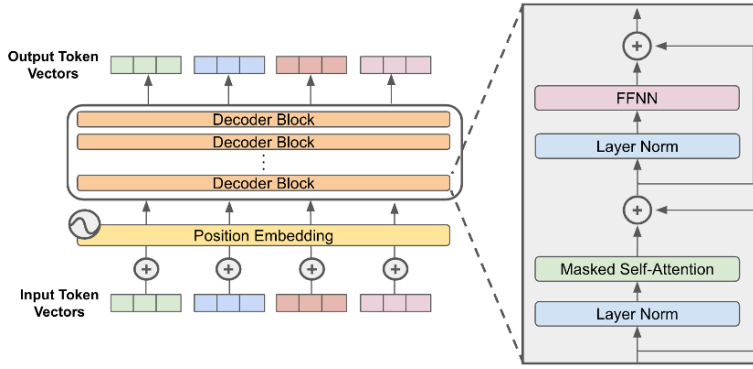 Output Token
Vectors
Decoder Block
Decoder Block
Decoder Block
Position Embedding
Input Token
Vectors
FFNN
Layer Norm
Masked Self-Attention
Layer Norm